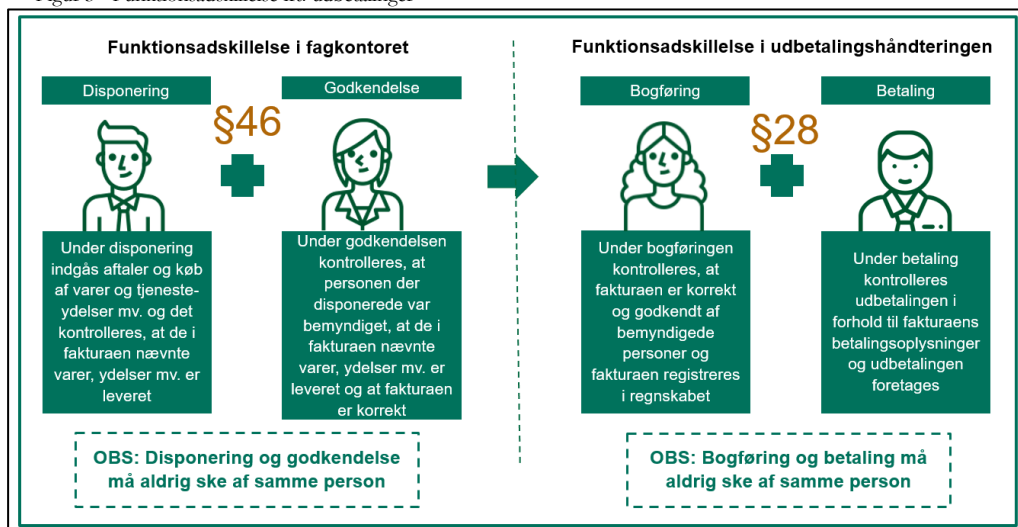 Funktionsadskillelse i fagkontoret
Disponering
§46
Godkendelse
Under disponering
indgås aftaler og køb
af varer og tjeneste-
ydelser mv. og det
kontrolleres, at de i
fakturaen nævnte
varer, ydelser mv. er
leveret
Under godkendelsen
kontrolleres, at
personen der
disponerede var
bemyndiget, at de i
fakturaen nævnte
varer, ydelser mv. er
leveret og at fakturaen
er korrekt
OBS: Disponering og godkendelse
må aldrig ske af samme person
Funktionsadskillelse i udbetalingshåndteringen
Bogføring
§28
Betaling
Under bogføringen
kontrolleres, at
fakturaen er korrekt
og godkendt af
bemyndigede
personer og
fakturaen registreres
i regnskabet
Under betaling
kontrolleres
udbetalingen i
forhold til fakturaens
betalingsoplysninger
og udbetalingen
foretages
OBS: Bogføring og betaling må
aldrig ske af samme person